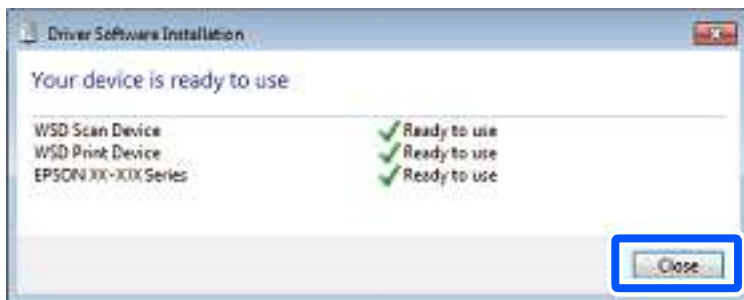 Driver Software Installation
Your device is ready to use
WSD Scan Device Ready to use
WSD Print Device Ready to use
EPSON XX-XXX Series Ready to use
Close